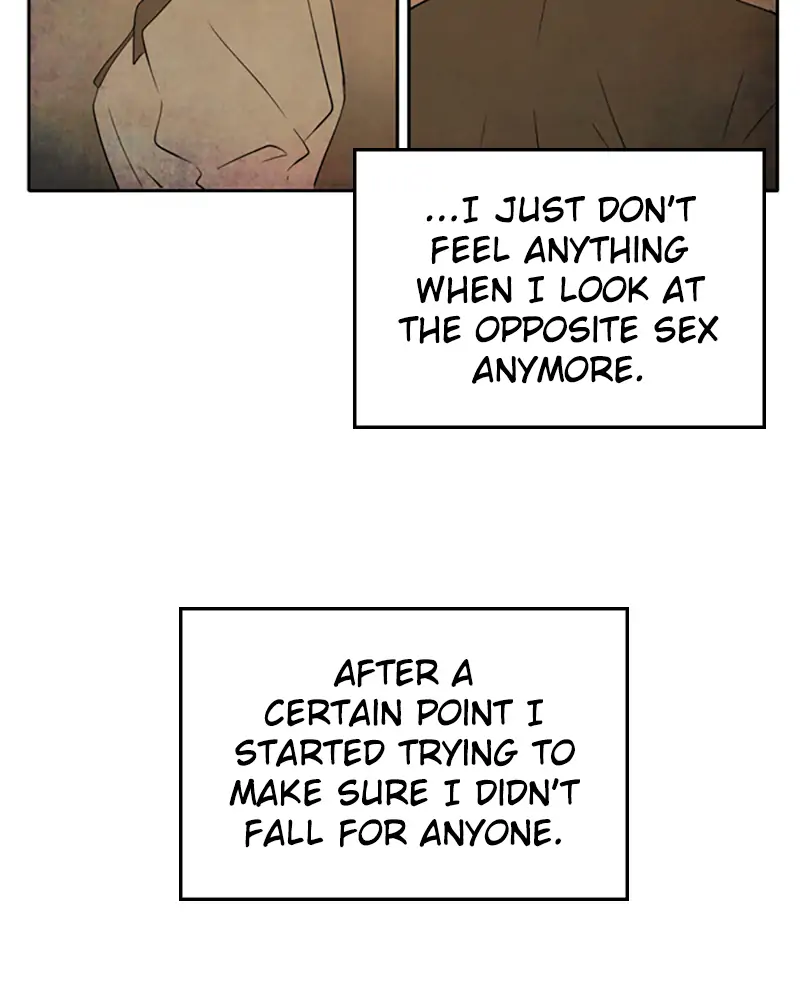 ...I JUST DON'T
FEEL ANYTHING
WHEN I LOOK AT
THE OPPOSITE SEX
ANYMORE.
AFTER A
CERTAIN POINT I
STARTED TRYING TO
MAKE SURE I DIDN'T
FALL FOR ANYONE.